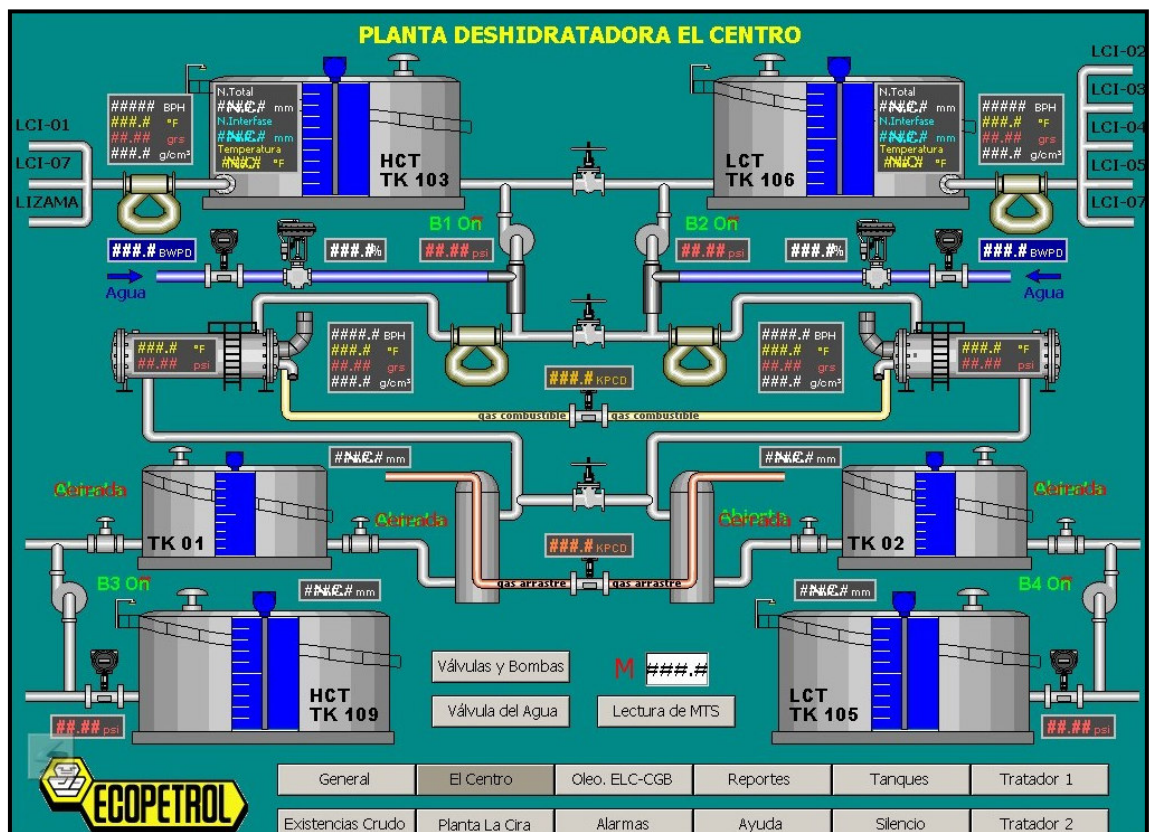 PLANTA DESHIDRATADORA EL CENTRO
LCI-01
LCI-07
LIZAMA
##### BPH
###.# °F
##.## grs
###.# g/cm³
N.Total
mm
N.Interfase
mm
Temperatura
°F
HCT
TK 103
LCT
TK 106
N.Total
mm
N.Interfase
mm
Temperatura
°F
##### BPH
###.# °F
##.## grs
###.# g/cm³
LCI-02
LCI-03
LCI-04
LCI-05
LCI-07
B1 On
B2 On
###.# BWPD
###.#%
##.## psi
##.## psi
###.#%
###.# BWPD
Agua
Agua
###.# °F
##.## psi
####.# BPH
###.# °F
##.## grs
###.# g/cm³
####.# BPH
###.# °F
##.## grs
###.# g/cm³
###.# °F
##.## psi
###.# KPCD
gas combustible
gas combustible
mm
mm
TK 01
TK 02
###.# KPCD
gas arrastre
gas arrastre
B3 On
B4 On
mm
mm
HCT
TK 109
LCT
TK 105
Válvulas y Bombas
M ###.#
Válvula del Agua
Lectura de MTS
##.## psi
##.## psi
ECOPETROL
General
El Centro
Oleo. ELC-CGB
Reportes
Tanques
Tratador 1
Existencias Crudo
Planta La Cira
Alarmas
Ayuda
Silencio
Tratador 2